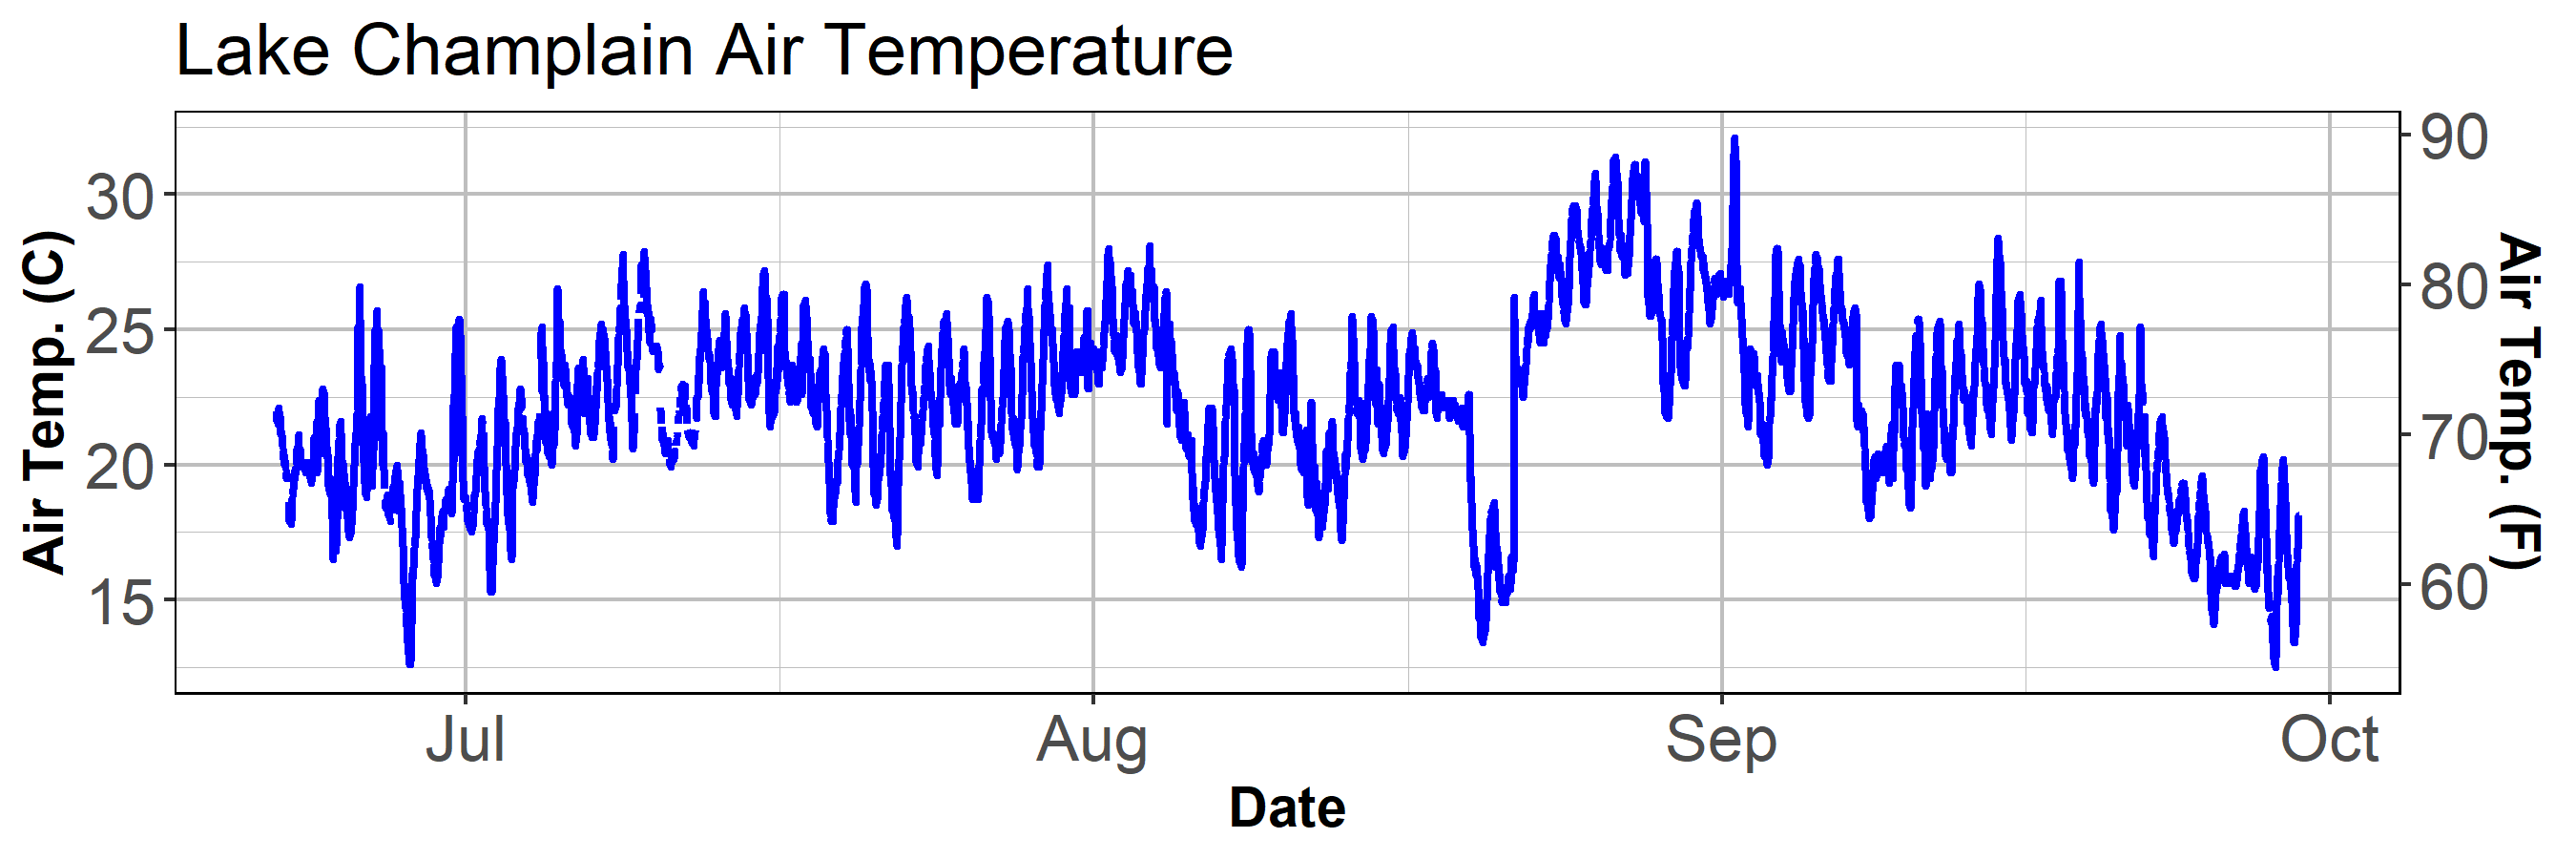 Lake Champlain Air Temperature
Air Temp. (C)
30
25
20
15
90
80
70
60
Air Temp. (F)
Jul Aug Sep Oct
Date